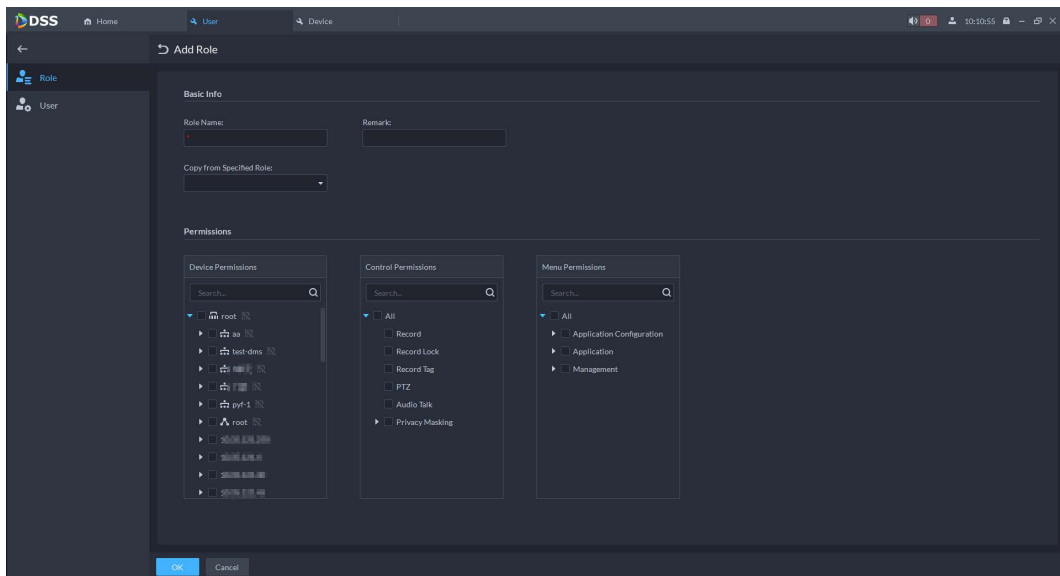 DSS
Home
User
Device
0
10:10:55
Add Role
Role
User
Basic Info
Role Name:
Remark:
*
Copy from Specified Role:
Permissions
Device Permissions
Control Permissions
Menu Permissions
Search...
Search...
Search...
root
All
All
aa
Record
Application Configuration
test-dms
Record Lock
Application
Record Tag
Management
PTZ
pyf-1
Audio Talk
root
Privacy Masking
OK
Cancel